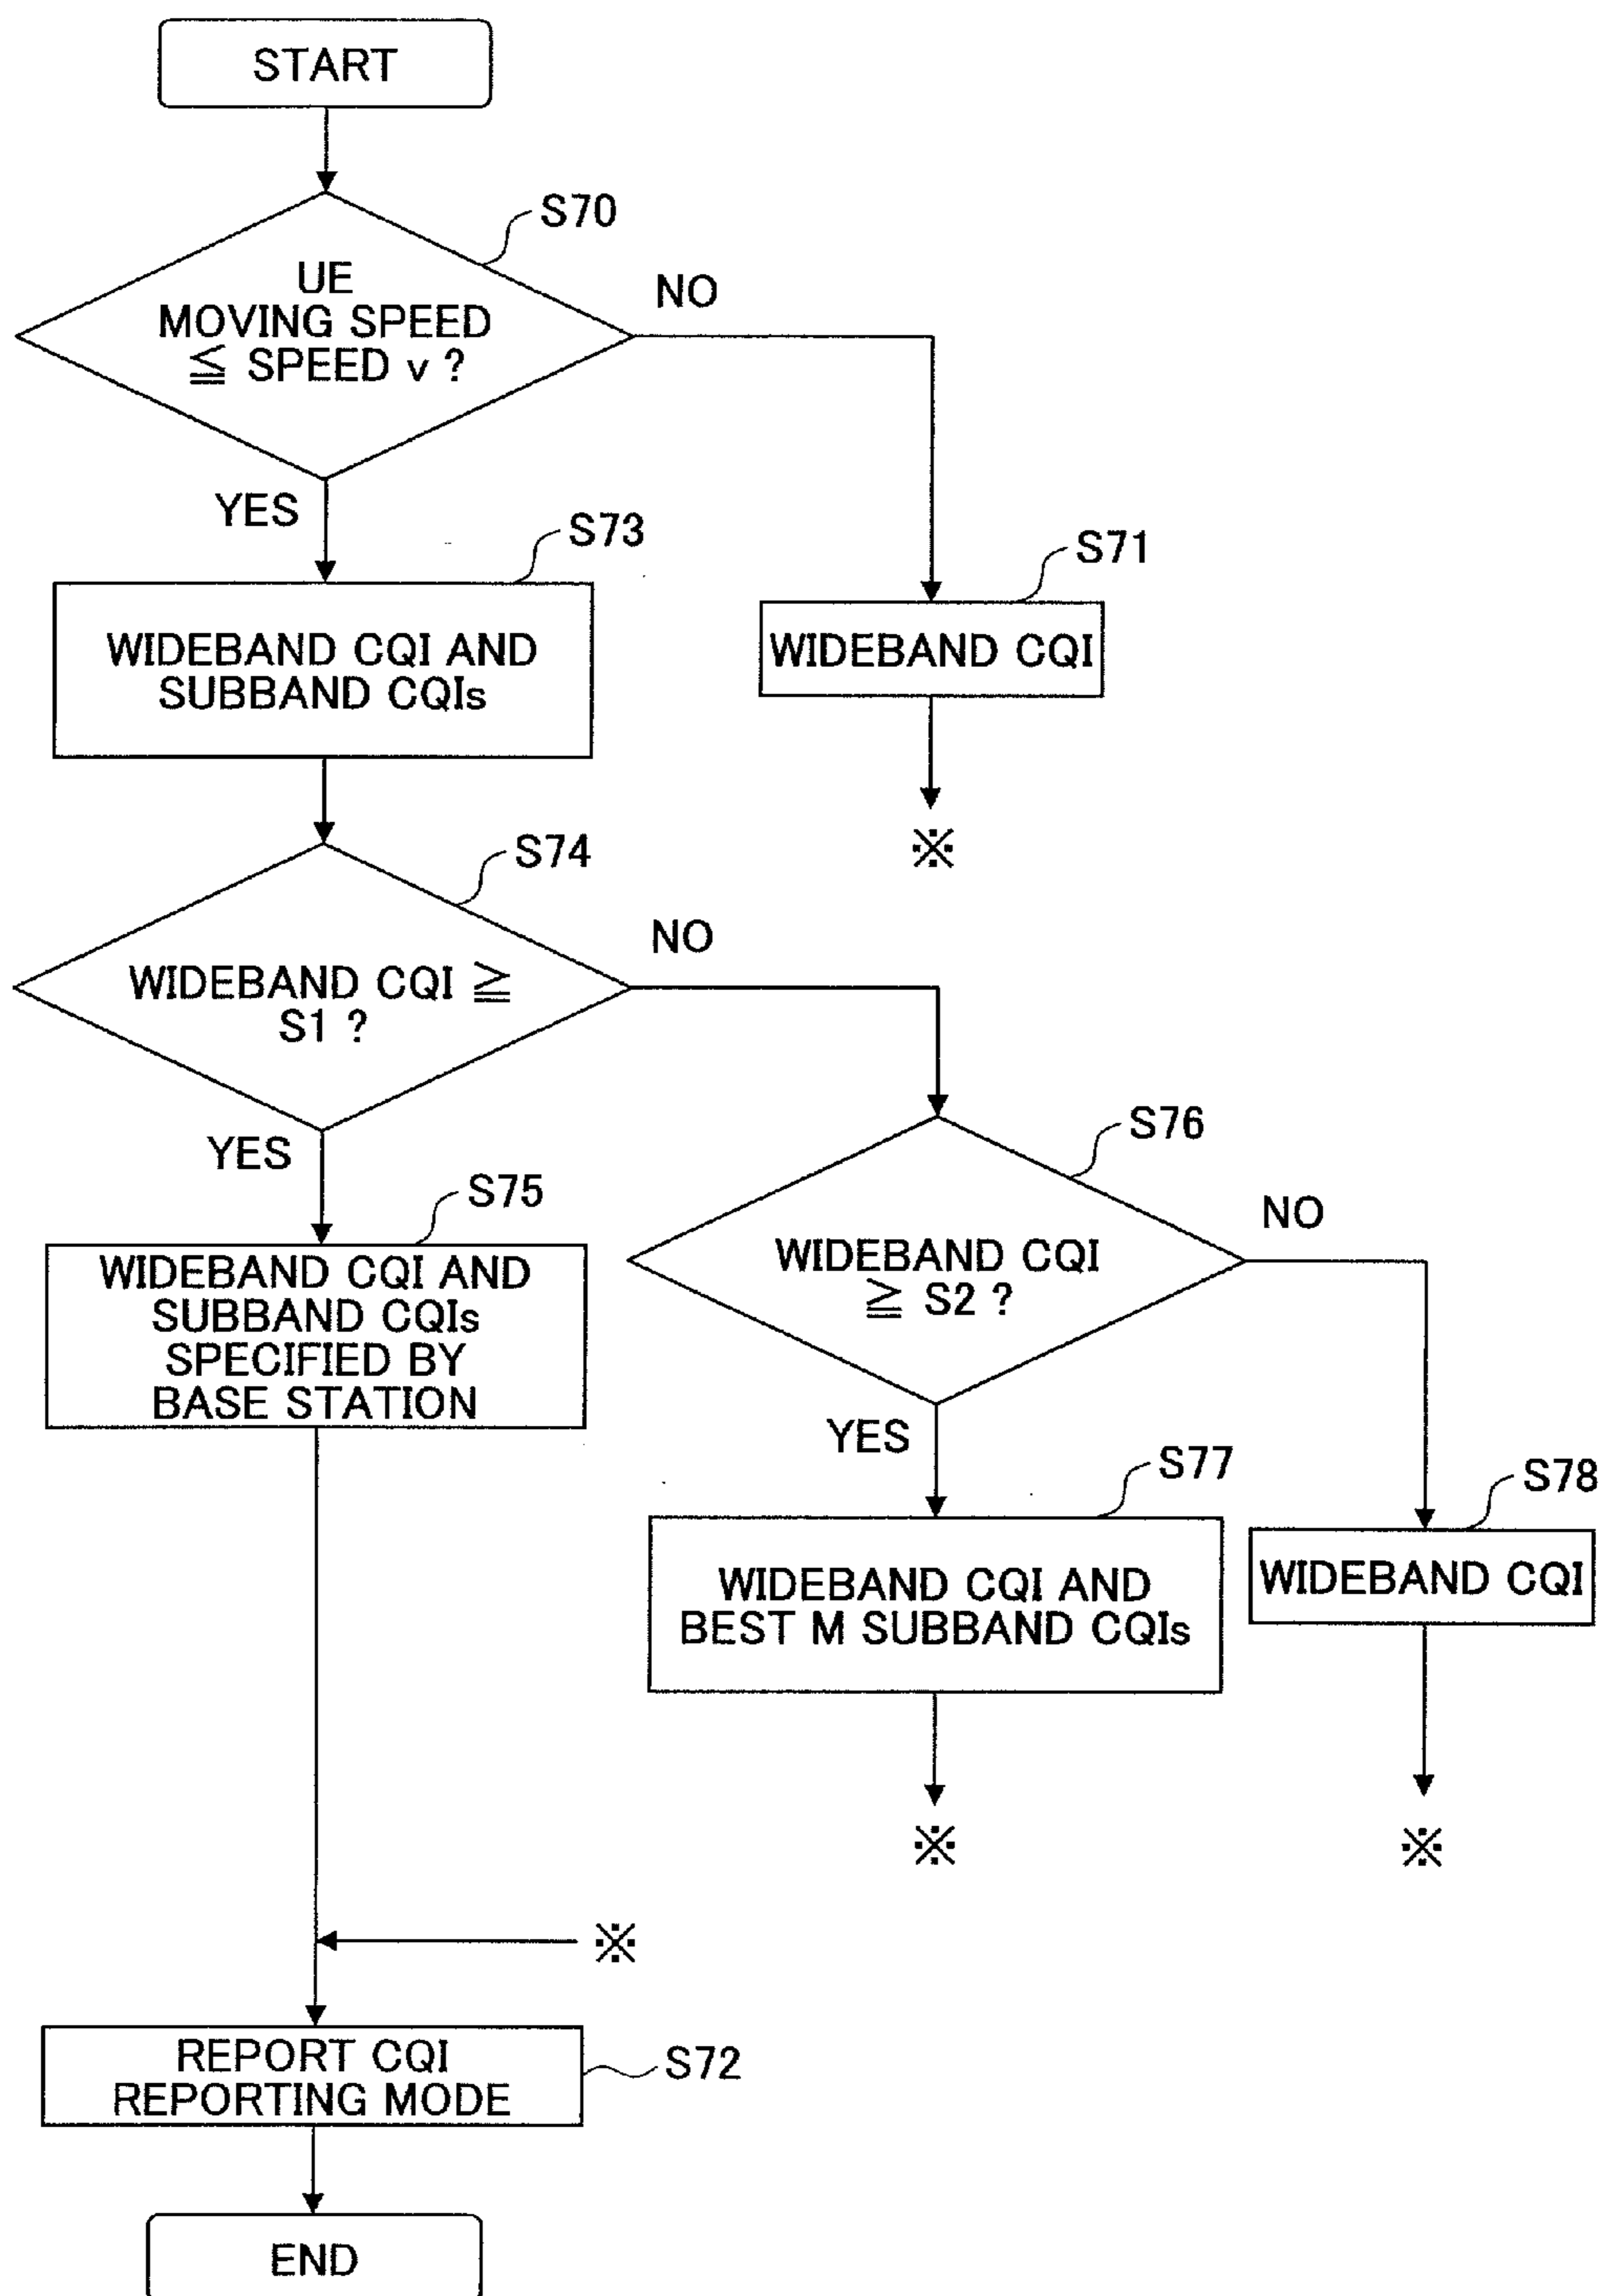 START
S70
UE
MOVING SPEED
≦ SPEED v ?
NO
YES
S73
S71
WIDEBAND CQI AND
SUBBAND CQIs
WIDEBAND CQI
※
S74
NO
WIDEBAND CQI ≧
S1 ?
S76
YES
S75
NO
WIDEBAND CQI AND
SUBBAND CQIs
SPECIFIED BY
BASE STATION
WIDEBAND CQI
≧ S2 ?
YES
S77
S78
WIDEBAND CQI AND
BEST M SUBBAND CQIs
WIDEBAND CQI
※
※
※
REPORT CQI
REPORTING MODE
S72
END